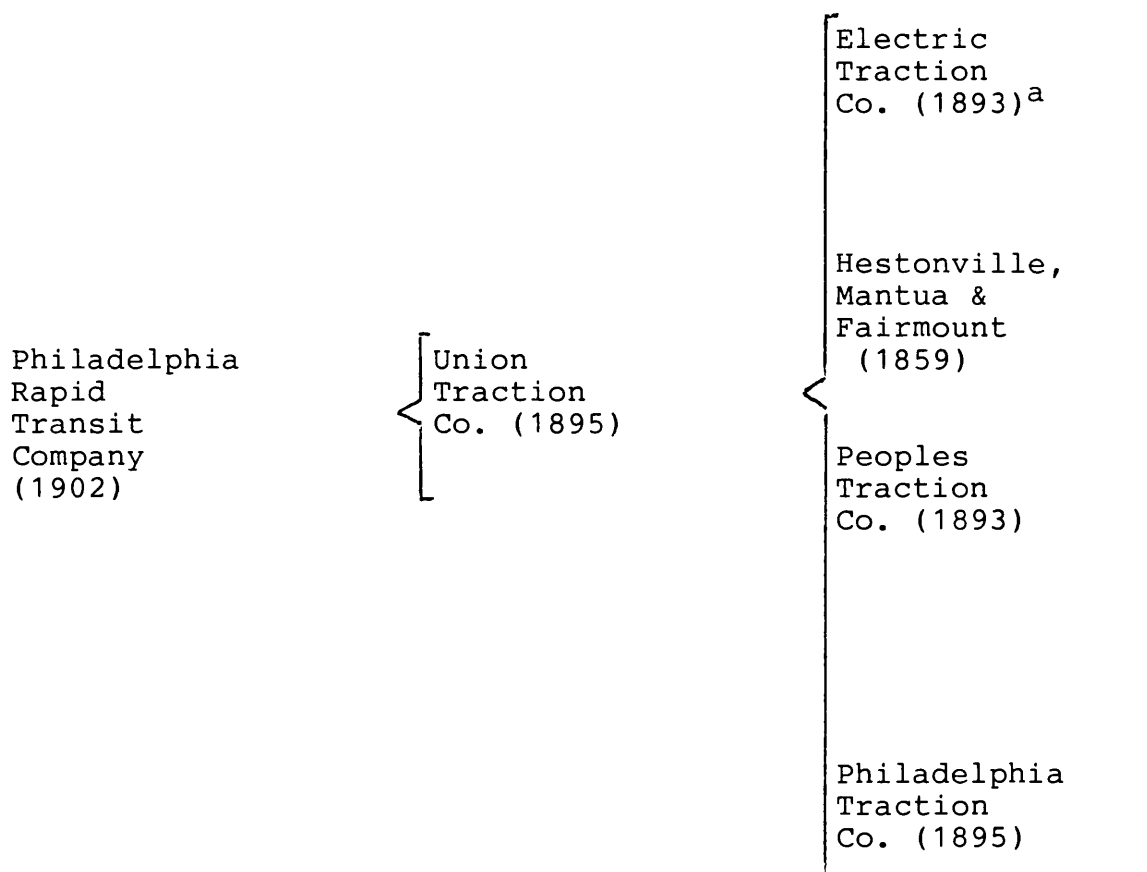 Philadelphia
Rapid
Transit
Company
(1902)
Union
Traction
Co. (1895)
Electric
Traction
Co. (1893)a
Hestonville,
Mantua &
Fairmount
(1859)
Peoples
Traction
Co. (1893)
Philadelphia
Traction
Co. (1895)